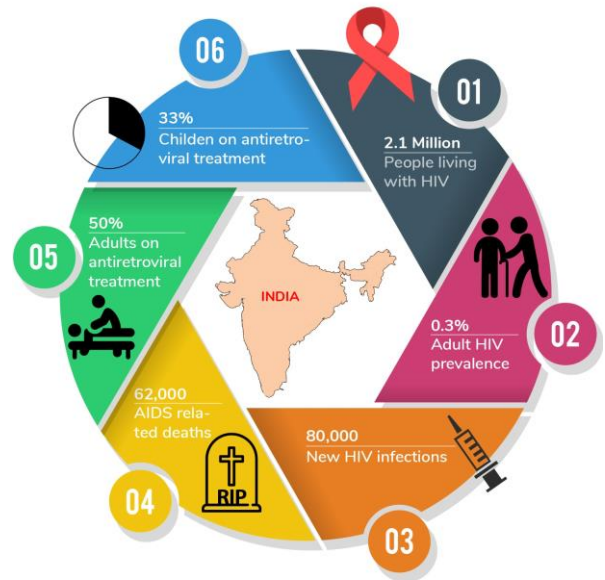 06
33%
Childen on antiretro-
viral treatment
01
2.1 Million
People living
with HIV
05
50%
Adults on
antiretroviral
treatment
INDIA
02
0.3%
Adult HIV
prevalence
04
62,000
AIDS rela-
ted deaths
RIP
03
80,000
New HIV infections